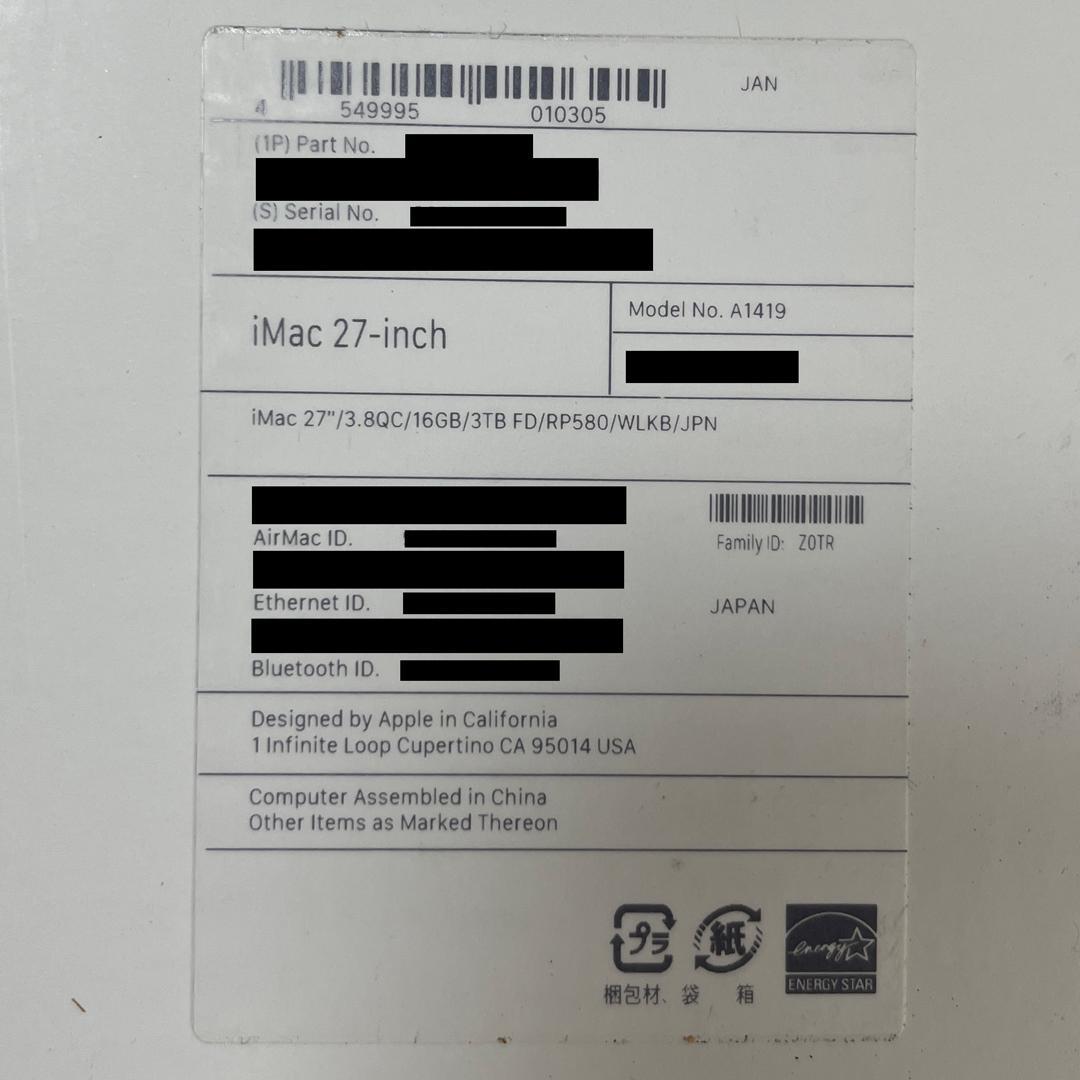 JAN
4 549995 010305
(1P) Part No.
(S) Serial No.
iMac 27-inch
Model No. A1419
iMac 27"/3.8QC/16GB/3TB FD/RP580/WLKB/JPN
AirMac ID.
Family ID: Z0TR
Ethernet ID.
JAPAN
Bluetooth ID.
Designed by Apple in California
1 Infinite Loop Cupertino CA 95014 USA
Computer Assembled in China
Other Items as Marked Thereon
プラ
紙
energy
ENERGY STAR
梱包材、袋 箱